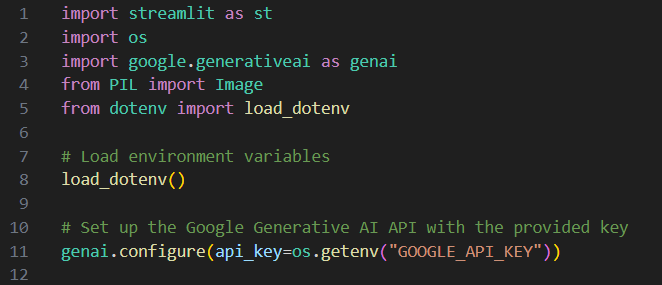 1 import streamlit as st
2 import os
3 import google.generativeai as genai
4 from PIL import Image
5 from dotenv import load_dotenv
6
7 # Load environment variables
8 load_dotenv()
9
10 # Set up the Google Generative AI API with the provided key
11 genai.configure(api_key=os.getenv("GOOGLE_API_KEY"))
12